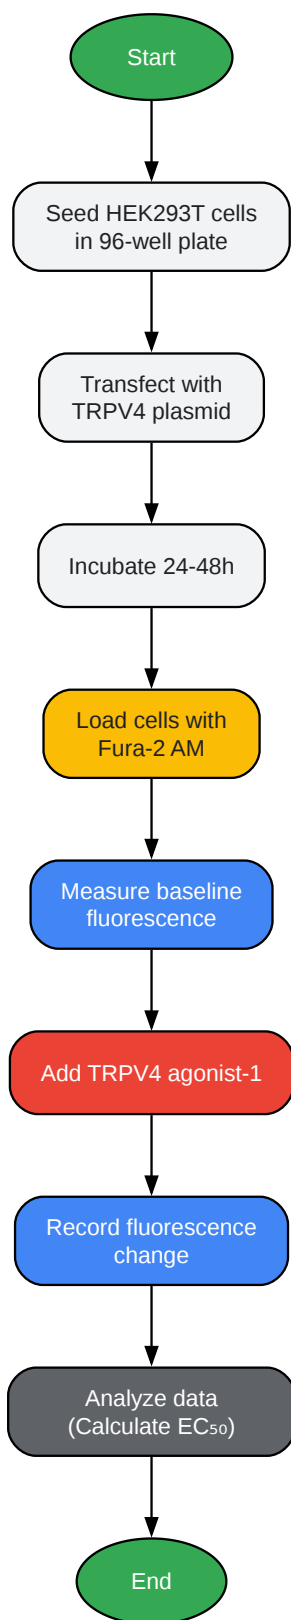 Start
Seed HEK293T cells
in 96-well plate
Transfect with
TRPV4 plasmid
Incubate 24-48h
Load cells with
Fura-2 AM
Measure baseline
fluorescence
Add TRPV4 agonist-1
Record fluorescence
change
Analyze data
(Calculate EC₅₀)
End